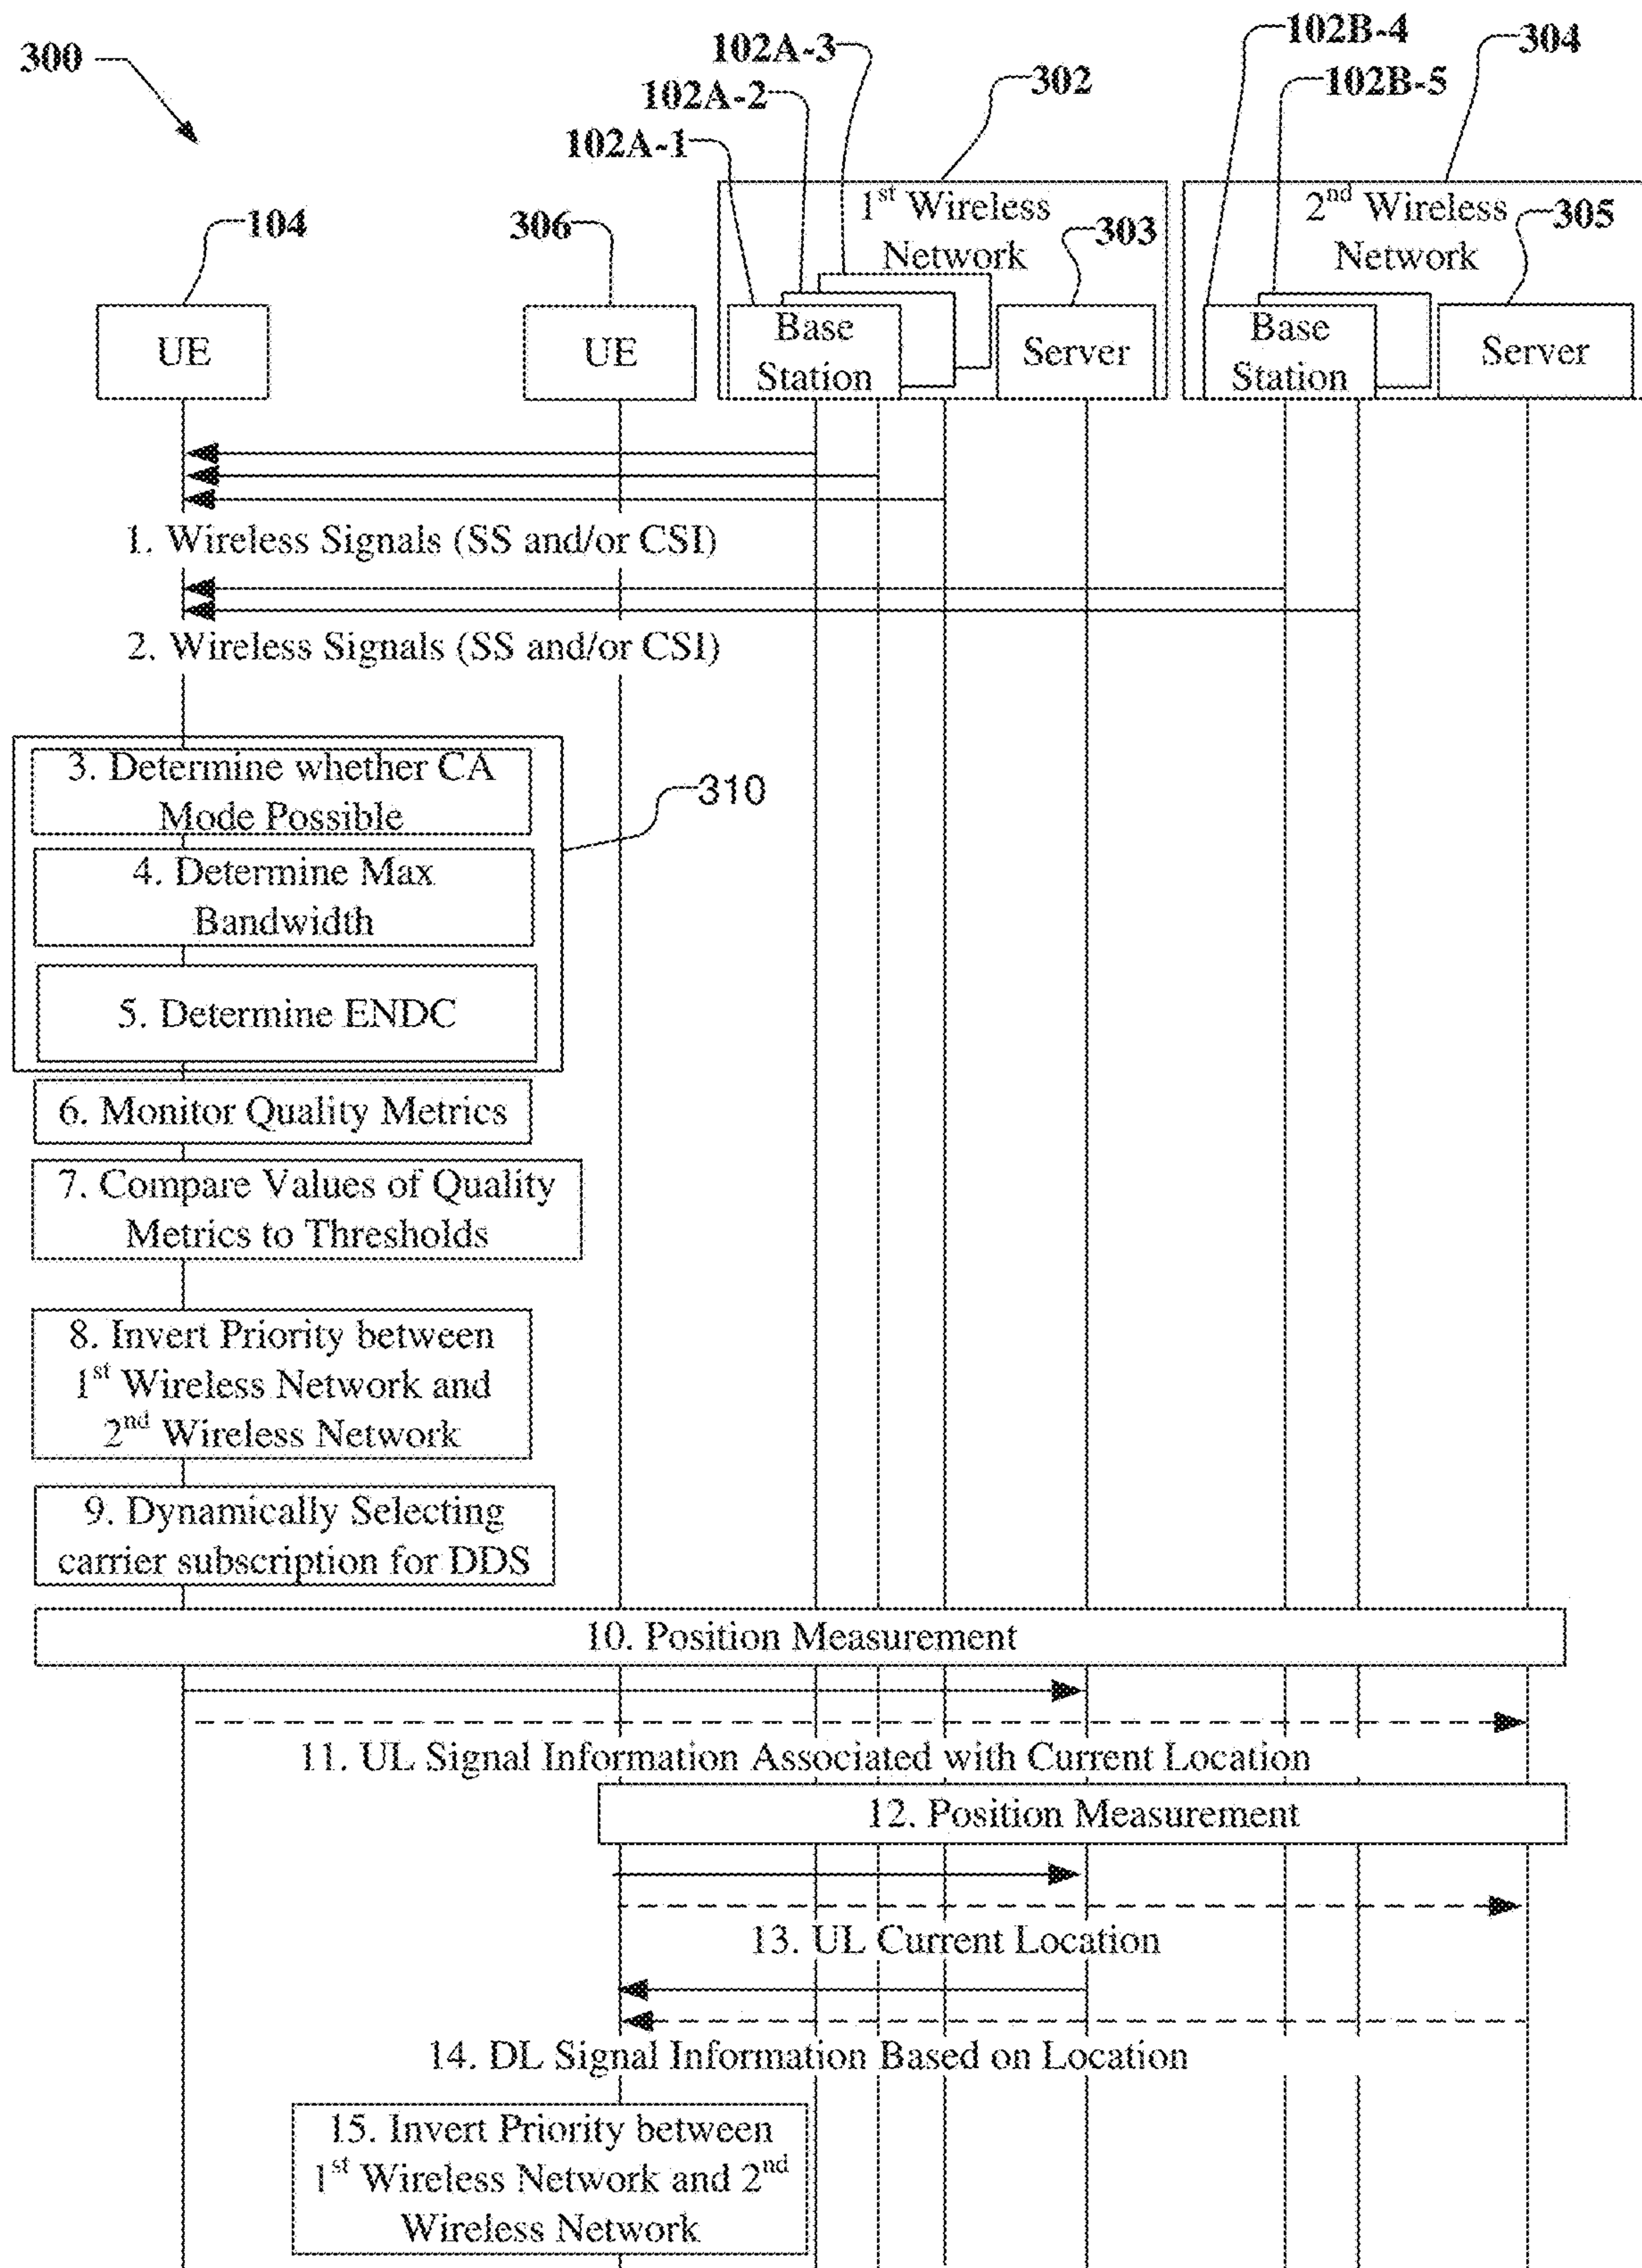 300
102A-3
102A-2
102A-1
302
102B-4
102B-5
304
104
306
1st Wireless
Network
303
2nd Wireless
Network
305
UE
UE
Base
Station
Server
Base
Station
Server
1. Wireless Signals (SS and/or CSI)
2. Wireless Signals (SS and/or CSI)
3. Determine whether CA
Mode Possible
310
4. Determine Max
Bandwidth
5. Determine ENDC
6. Monitor Quality Metrics
7. Compare Values of Quality
Metrics to Thresholds
8. Invert Priority between
1st Wireless Network and
2nd Wireless Network
9. Dynamically Selecting
carrier subscription for DDS
10. Position Measurement
11. UL Signal Information Associated with Current Location
12. Position Measurement
13. UL Current Location
14. DL Signal Information Based on Location
15. Invert Priority between
1st Wireless Network and 2nd
Wireless Network